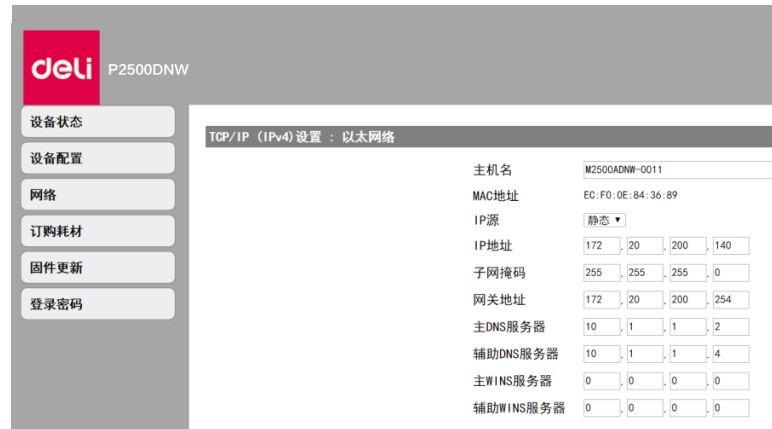 deli P2500DNW
设备状态
设备配置
网络
订购耗材
固件更新
登录密码
TCP/IP (IPv4)设置 : 以太网络
主机名 M2500ADNW-0011
MAC地址 EC:F0:0E:84:36:89
IP源 静态
IP地址 172 . 20 . 200 . 140
子网掩码 255 . 255 . 255 . 0
网关地址 172 . 20 . 200 . 254
主DNS服务器 10 . 1 . 1 . 2
辅助DNS服务器 10 . 1 . 1 . 4
主WINS服务器 0 . 0 . 0 . 0
辅助WINS服务器 0 . 0 . 0 . 0